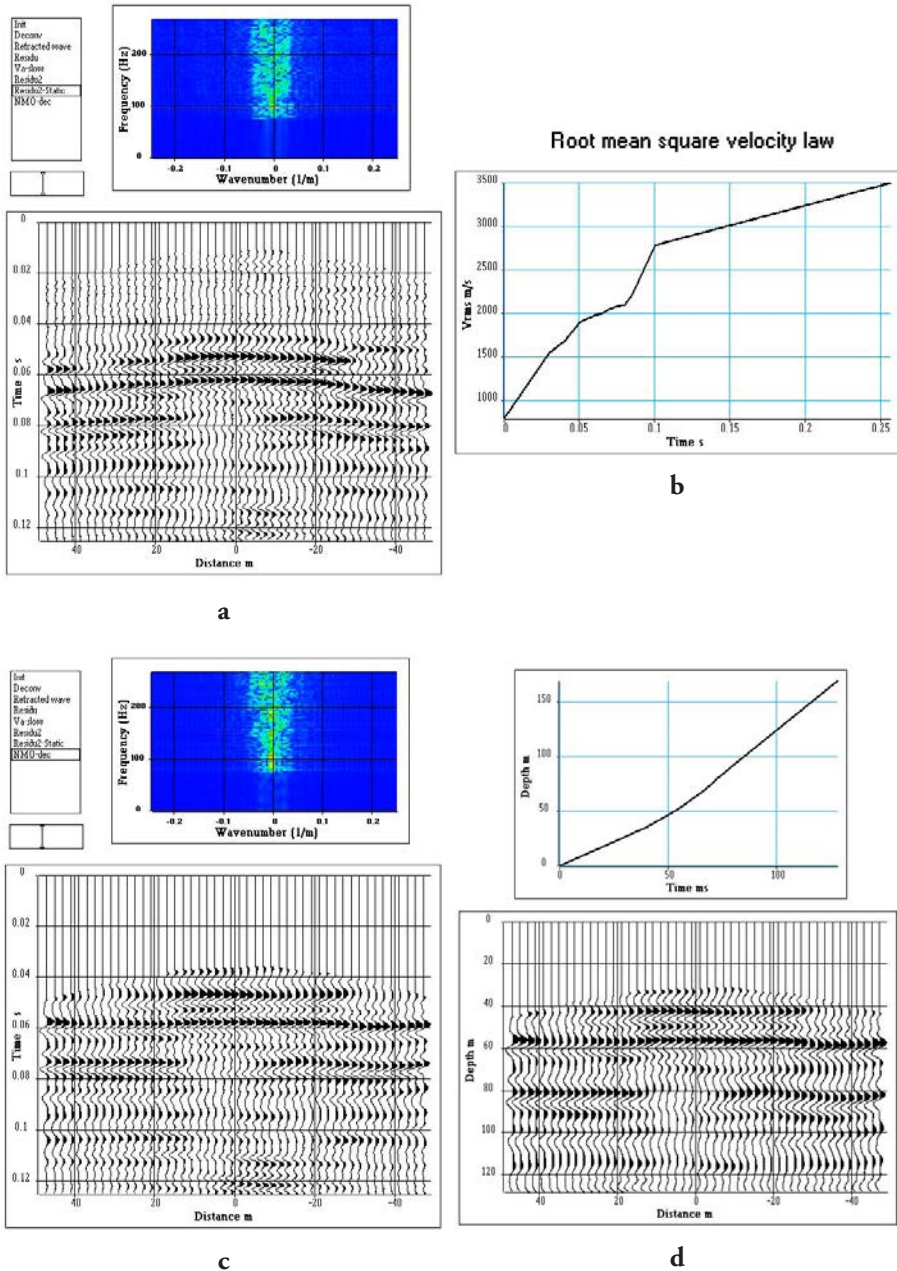 Init
Deconv
Refracted wave
Residu
Va-slow
Residu2
Residu2-Static
NMO-dec
Frequency (Hz)
200
100
0
-0.2 -0.1 0 0.1 0.2
Wavenumber (1/m)
Time s
0
0.02
0.04
0.06
0.08
0.1
0.12
40 20 0 -20 -40
Distance m
a
Root mean square velocity law
Vrms m/s
3500
3000
2500
2000
1500
1000
0 0.05 0.1 0.15 0.2 0.25
Time s
b
Init
Deconv
Refracted wave
Residu
Va-slow
Residu2
Residu2-Static
NMO-dec
Frequency (Hz)
200
100
0
-0.2 -0.1 0 0.1 0.2
Wavenumber (1/m)
Time s
0
0.02
0.04
0.06
0.08
0.1
0.12
40 20 0 -20 -40
Distance m
c
Depth m
150
100
50
0
0 50 100
Time ms
Depth m
0
20
40
60
80
100
120
40 20 0 -20 -40
Distance m
d